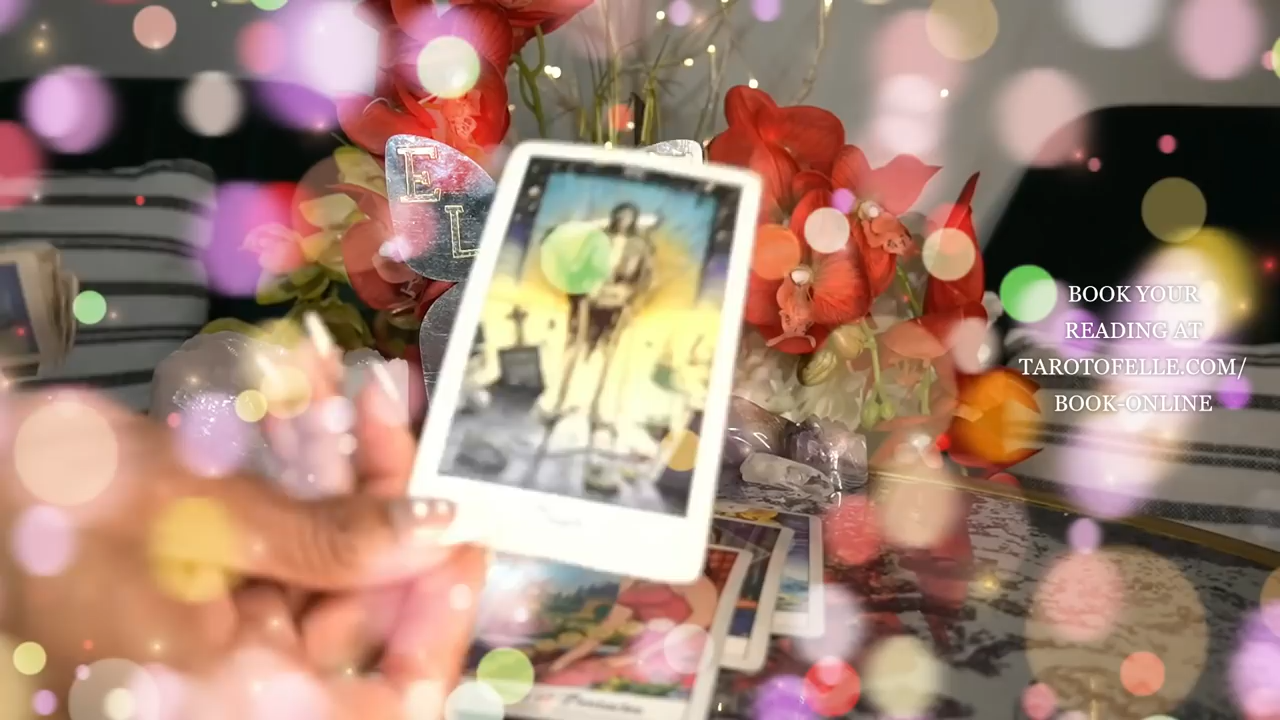 E
L
BOOK YOUR
READING AT
TAROTOFELLE.COM/
BOOK-ONLINE